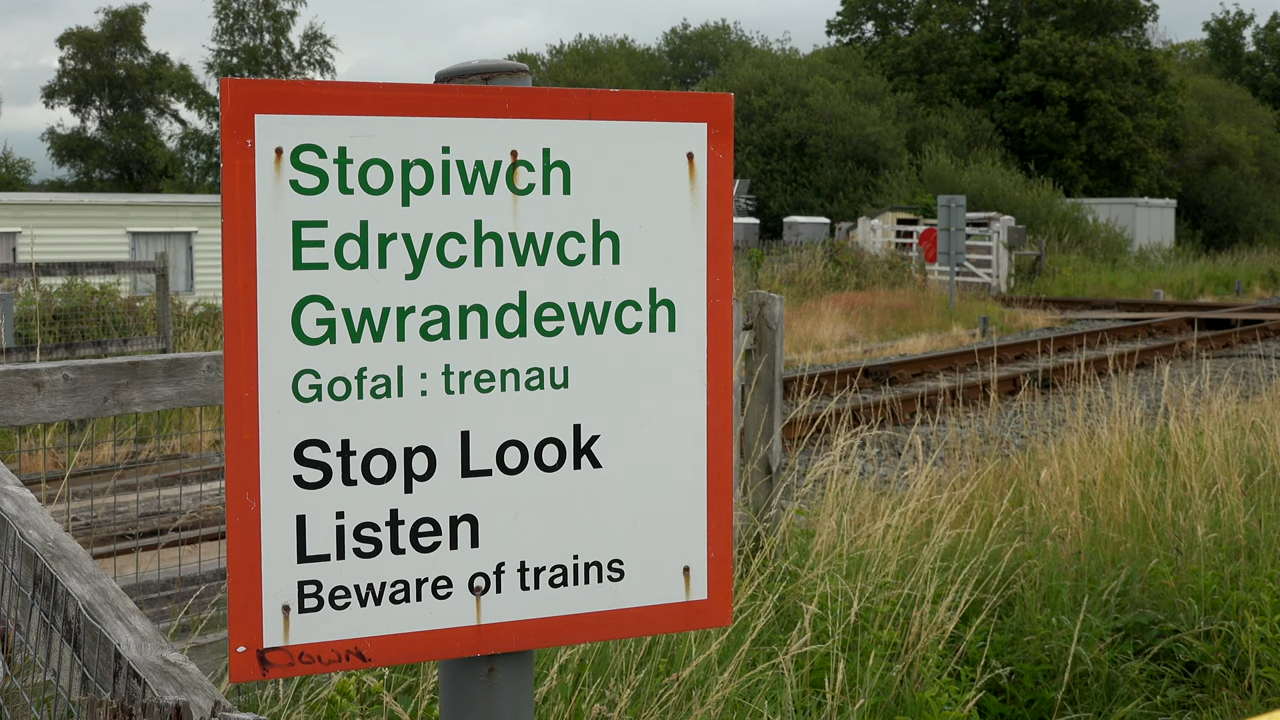 Stopiwch
Edrychwch
Gwrandewch
Gofal : trenau
Stop Look
Listen
Beware of trains
DOWN.